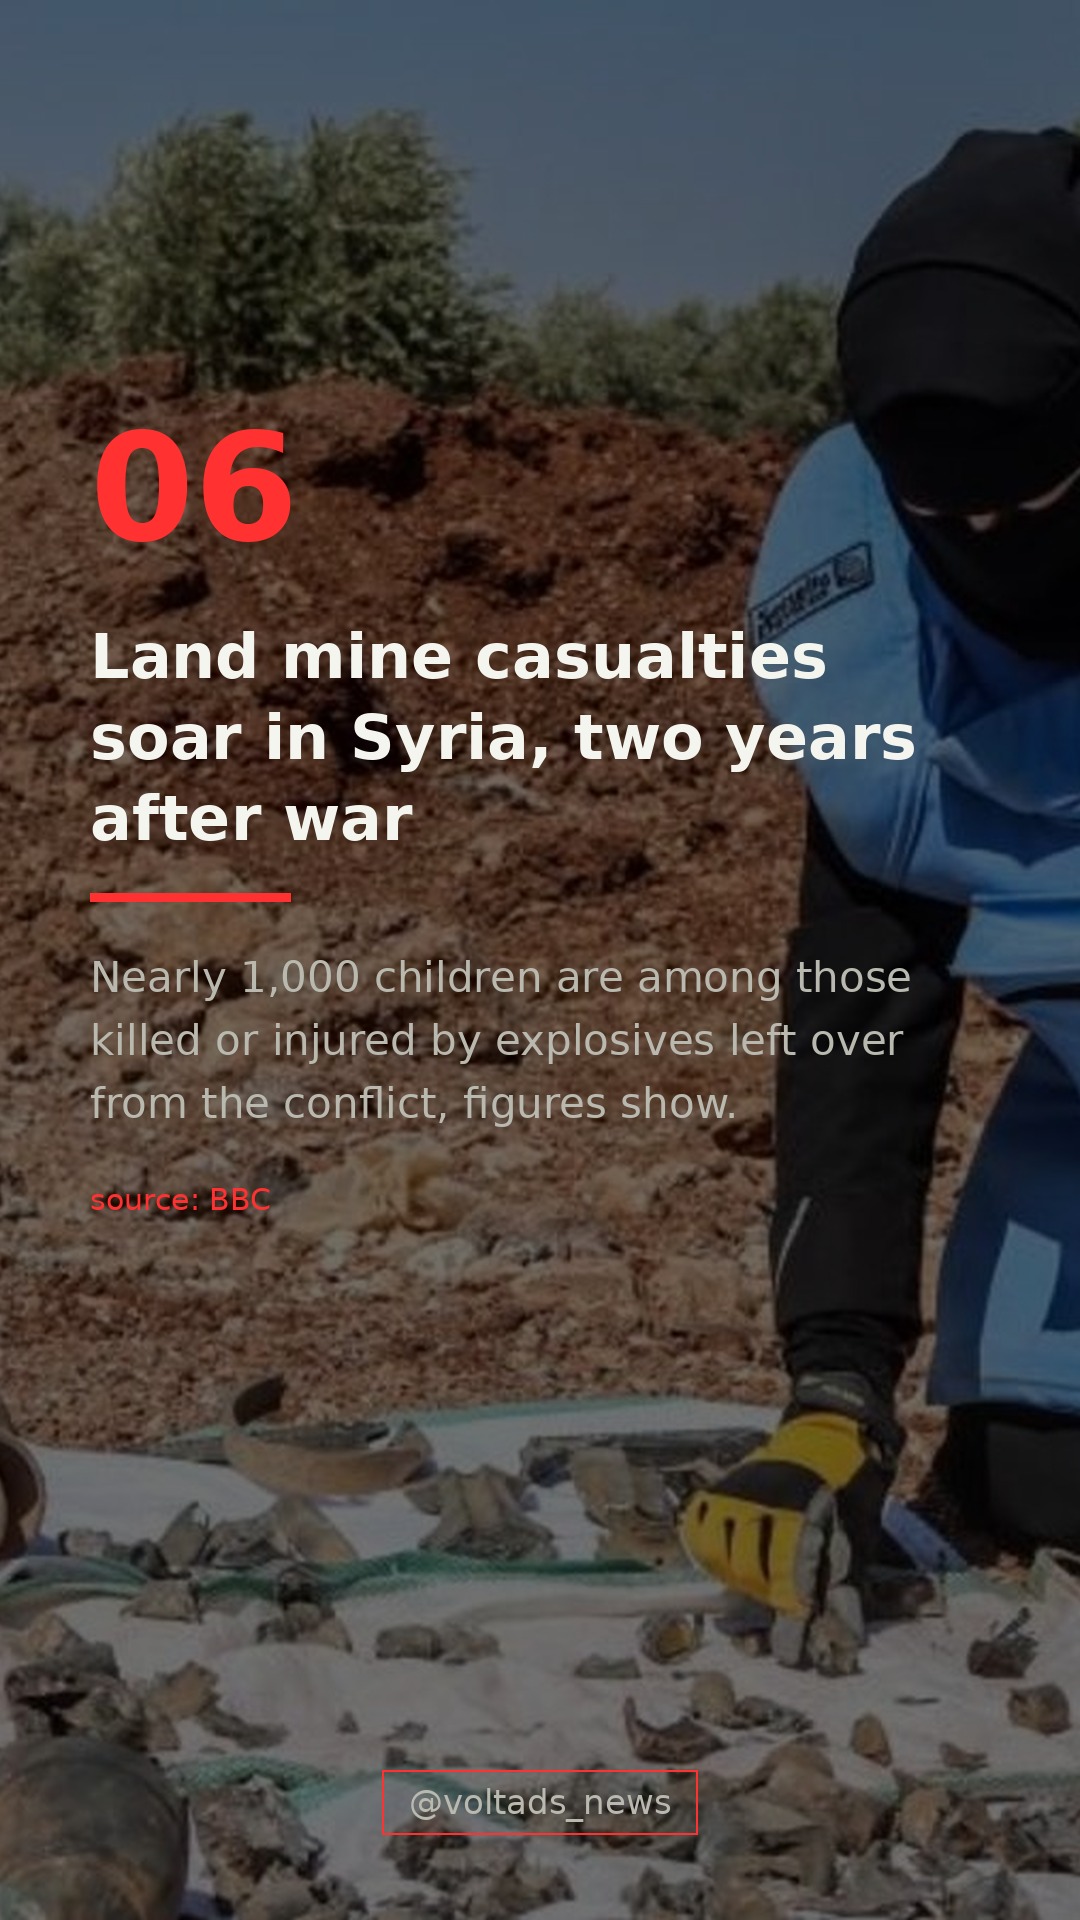 06
Land mine casualties
soar in Syria, two years
after war
Nearly 1,000 children are among those
killed or injured by explosives left over
from the conflict, figures show.
source: BBC
@voltads_news